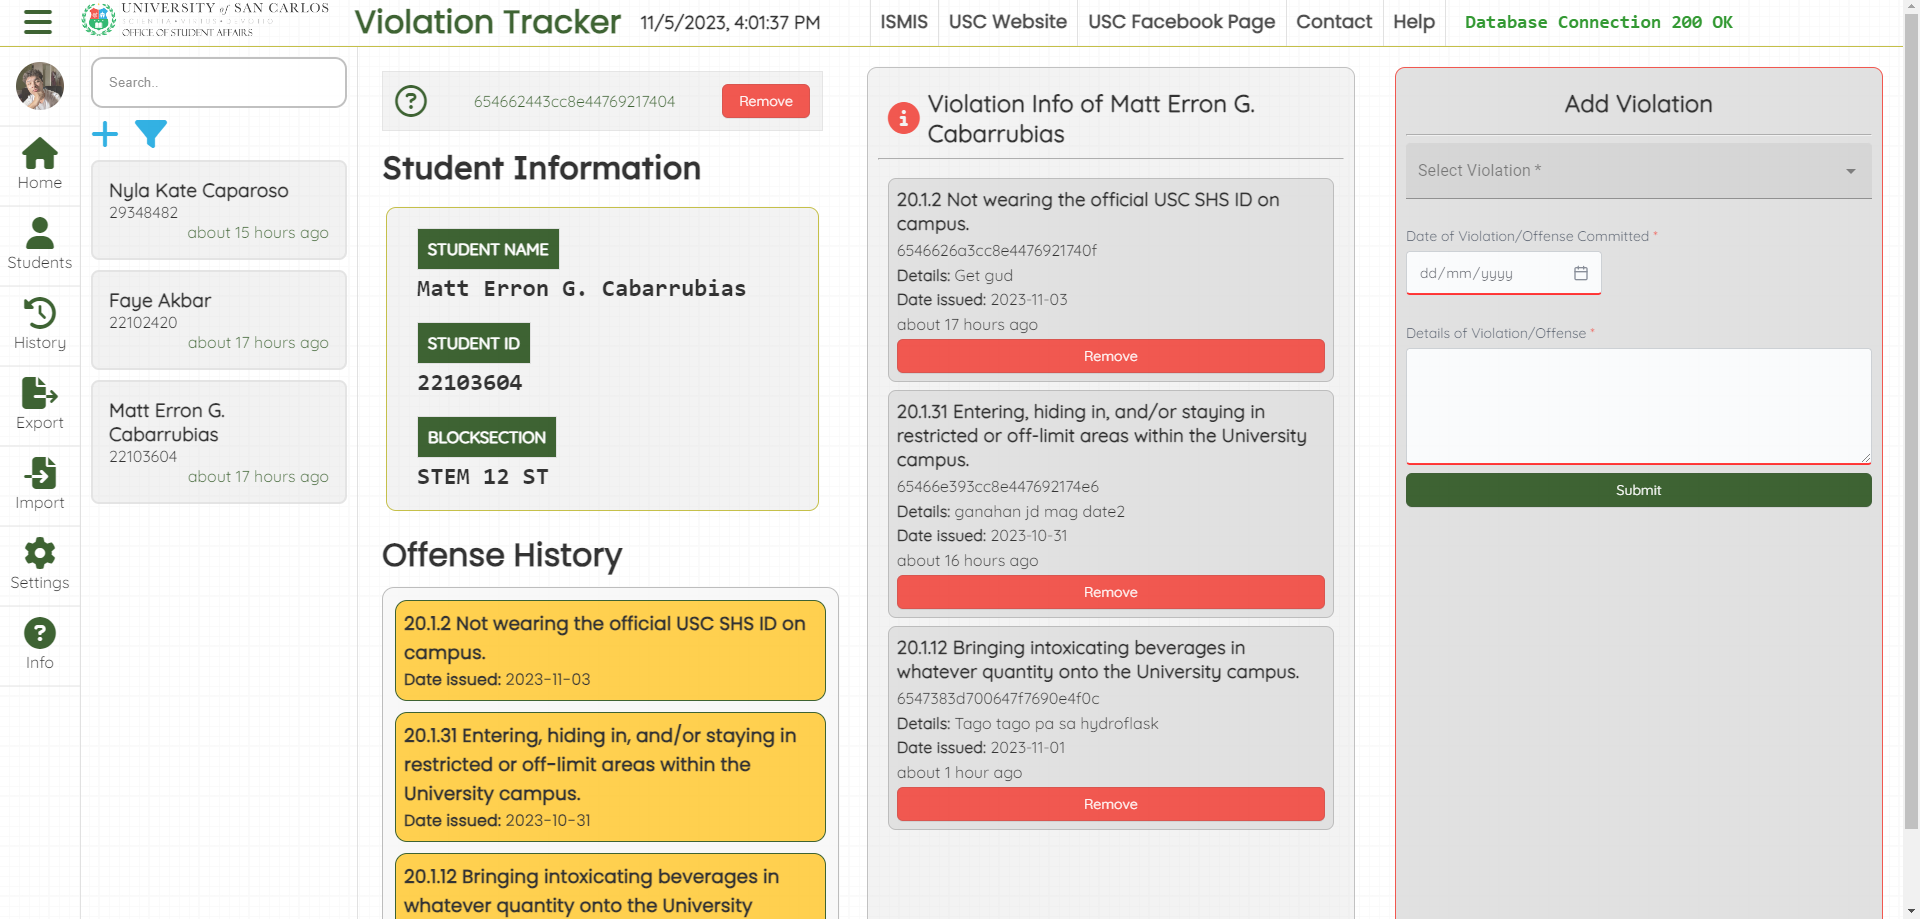 UNIVERSITY of SAN CARLOS
SCIENTIA • VIRTUS • DEVOTIO
OFFICE OF STUDENT AFFAIRS
Violation Tracker
11/5/2023, 4:01:37 PM
ISMIS
USC Website
USC Facebook Page
Contact
Help
Database Connection 200 OK
Home
Students
History
Export
Import
Settings
Info
Search..
Nyla Kate Caparoso
29348482
about 15 hours ago
Faye Akbar
22102420
about 17 hours ago
Matt Erron G.
Cabarrubias
22103604
about 17 hours ago
654662443cc8e44769217404
Remove
Student Information
STUDENT NAME
Matt Erron G. Cabarrubias
STUDENT ID
22103604
BLOCKSECTION
STEM 12 ST
Offense History
20.1.2 Not wearing the official USC SHS ID on
campus.
Date issued: 2023-11-03
20.1.31 Entering, hiding in, and/or staying in
restricted or off-limit areas within the
University campus.
Date issued: 2023-10-31
20.1.12 Bringing intoxicating beverages in
whatever quantity onto the University
Violation Info of Matt Erron G.
Cabarrubias
20.1.2 Not wearing the official USC SHS ID on
campus.
6546626a3cc8e4476921740f
Details: Get gud
Date issued: 2023-11-03
about 17 hours ago
Remove
20.1.31 Entering, hiding in, and/or staying in
restricted or off-limit areas within the University
campus.
65466e393cc8e447692174e6
Details: ganahan jd mag date2
Date issued: 2023-10-31
about 16 hours ago
Remove
20.1.12 Bringing intoxicating beverages in
whatever quantity onto the University campus.
6547383d700647f7690e4f0c
Details: Tago tago pa sa hydroflask
Date issued: 2023-11-01
about 1 hour ago
Remove
Add Violation
Select Violation *
Date of Violation/Offense Committed *
dd/mm/yyyy
Details of Violation/Offense *
Submit